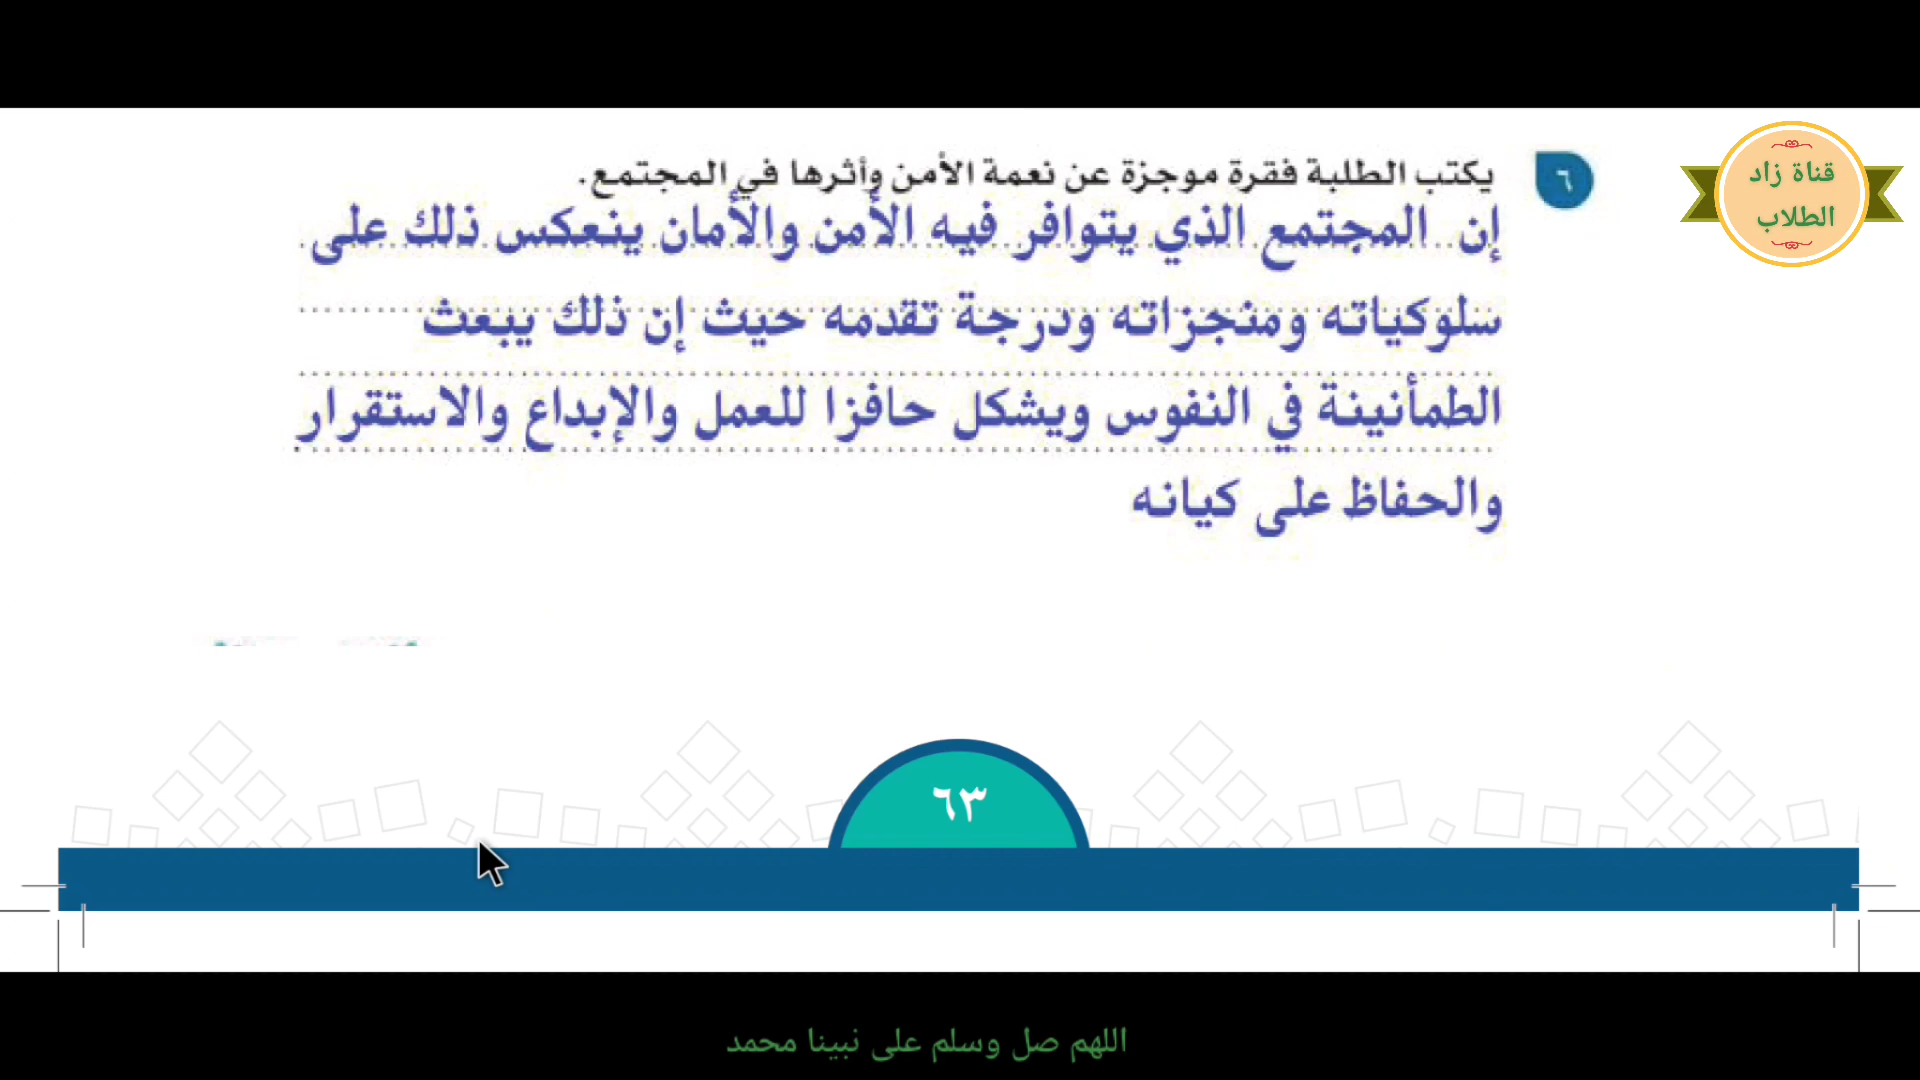 قناة زاد
الطلاب
٦
يكتب الطلبة فقرة موجزة عن نعمة الأمن وأثرها في المجتمع.
إن المجتمع الذي يتوافر فيه الأمن والأمان ينعكس ذلك على
سلوكياته ومنجزاته ودرجة تقدمه حيث إن ذلك يبعث
الطمأنينة في النفوس ويشكل حافزا للعمل والإبداع والاستقرار
والحفاظ على كيانه
٦٣
اللهم صل وسلم على نبينا محمد